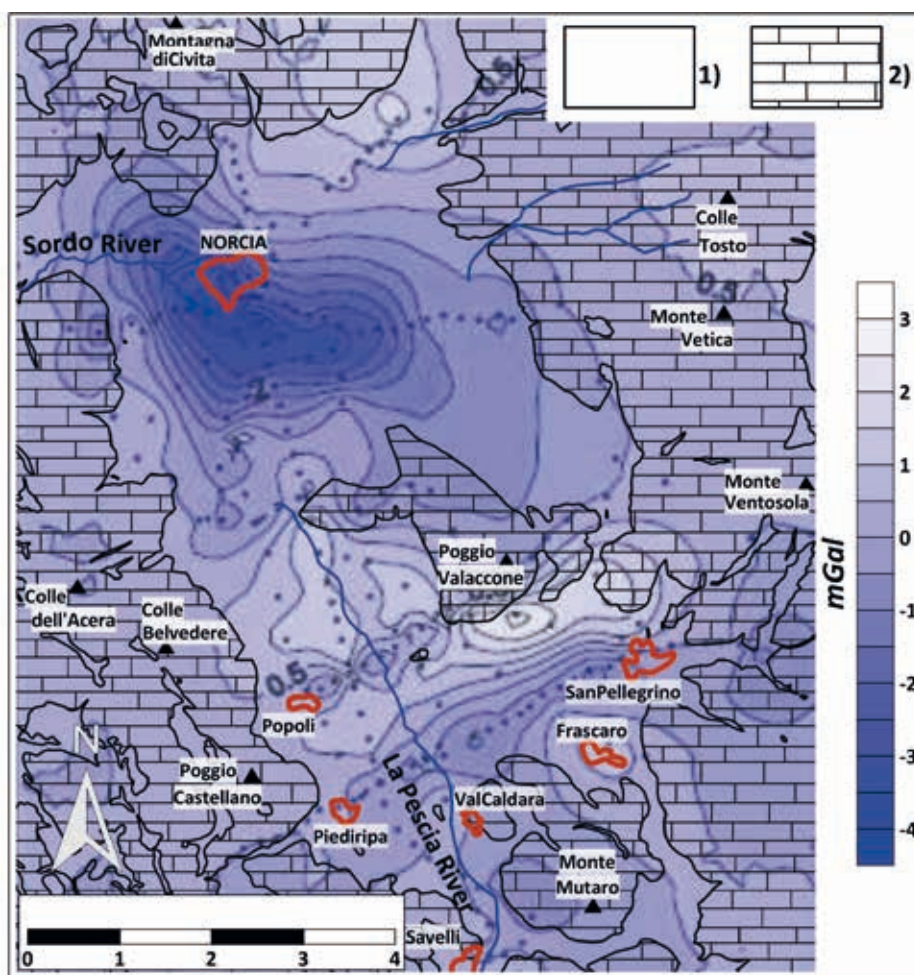 Montagna
diCivita
0.5
1)
2)
Sordo River
NORCIA
Colle
Tosto
0.5
Monte
Vetica
-2
Monte
Ventosola
Poggio
Valaccone
Colle
dell'Acera
Colle
Belvedere
0.5
Popoli
SanPellegrino
Frascaro
N
Poggio
Castellano
La Pescia River
ValCaldara
Piediripa
Monte
Mutaro
Savelli
0 1 2 3 4
3
2
1
0
-1
-2
-3
-4
mGal